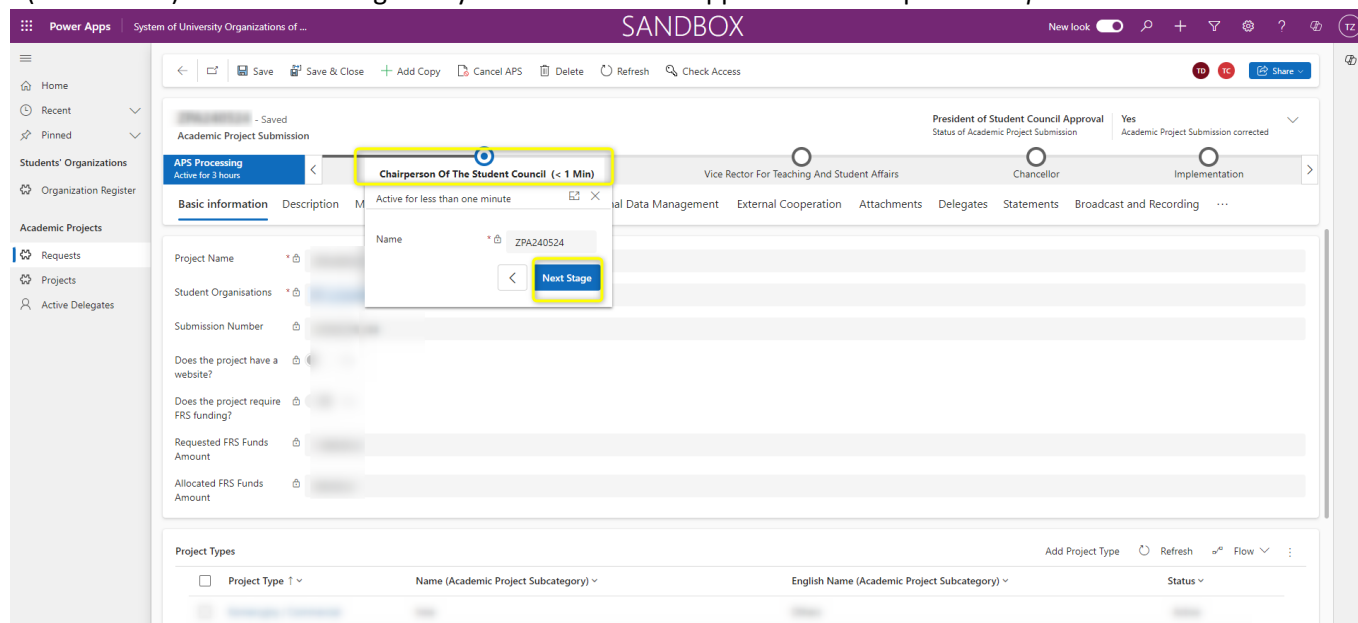 SANDBOX
Power Apps System of University Organizations of ...
New look
TZ
Home
Recent
Pinned
Students' Organizations
Organization Register
Academic Projects
Requests
Projects
Active Delegates
Save Save & Close Add Copy Cancel APS Delete Refresh Check Access
TD TC Share
- Saved
Academic Project Submission
President of Student Council Approval
Status of Academic Project Submission
Yes
Academic Project Submission corrected
APS Processing
Active for 3 hours
Chairperson Of The Student Council (< 1 Min)
Vice Rector For Teaching And Student Affairs
Chancellor
Implementation
Basic information Description M
Active for less than one minute
nal Data Management External Cooperation Attachments Delegates Statements Broadcast and Recording ...
Name * ZPA240524
Next Stage
Project Name *
Student Organisations *
Submission Number
Does the project have a
website?
Does the project require
FRS funding?
Requested FRS Funds
Amount
Allocated FRS Funds
Amount
Project Types
Add Project Type Refresh Flow
Project Type ↑ Name (Academic Project Subcategory) English Name (Academic Project Subcategory) Status